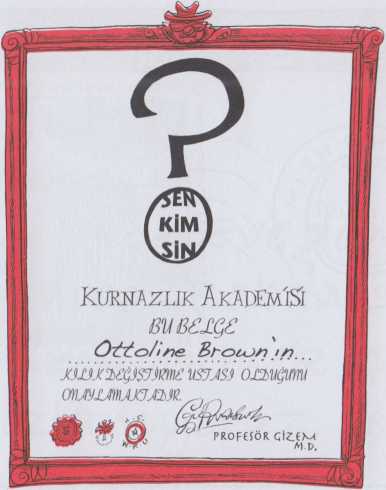 SEN
KİM
SİN
KURNAZLIK AKADEMİSİ
BU BELGE
Ottoline Brown'in...
KILIK DEĞİŞTİRME USTASI OLDUĞUNU
ONAYLAMAKTADIR.
PROFESÖR GİZEM
M.D.